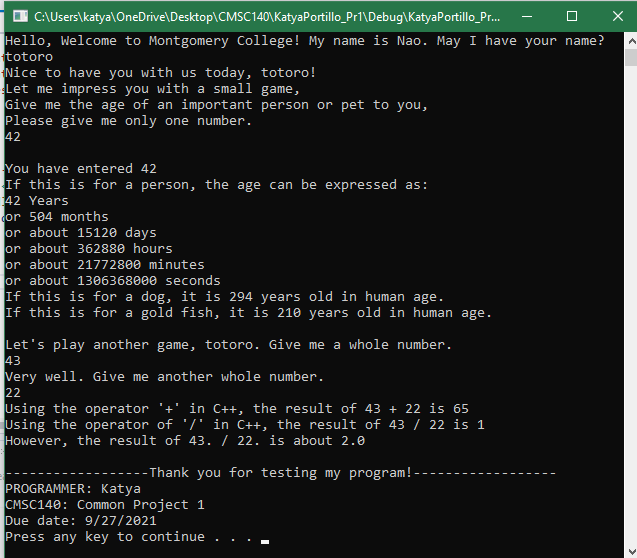 C:\Users\katya\OneDrive\Desktop\CMSC140\KatyaPortillo_Pr1\Debug\KatyaPortillo_Pr...
Hello, Welcome to Montgomery College! My name is Nao. May I have your name?
totoro
Nice to have you with us today, totoro!
Let me impress you with a small game,
Give me the age of an important person or pet to you,
Please give me only one number.
42
You have entered 42
If this is for a person, the age can be expressed as:
42 Years
or 504 months
or about 15120 days
or about 362880 hours
or about 21772800 minutes
or about 1306368000 seconds
If this is for a dog, it is 294 years old in human age.
If this is for a gold fish, it is 210 years old in human age.
Let's play another game, totoro. Give me a whole number.
43
Very well. Give me another whole number.
22
Using the operator '+' in C++, the result of 43 + 22 is 65
Using the operator of '/' in C++, the result of 43 / 22 is 1
However, the result of 43. / 22. is about 2.0
------------------Thank you for testing my program!------------------
PROGRAMMER: Katya
CMSC140: Common Project 1
Due date: 9/27/2021
Press any key to continue . . .